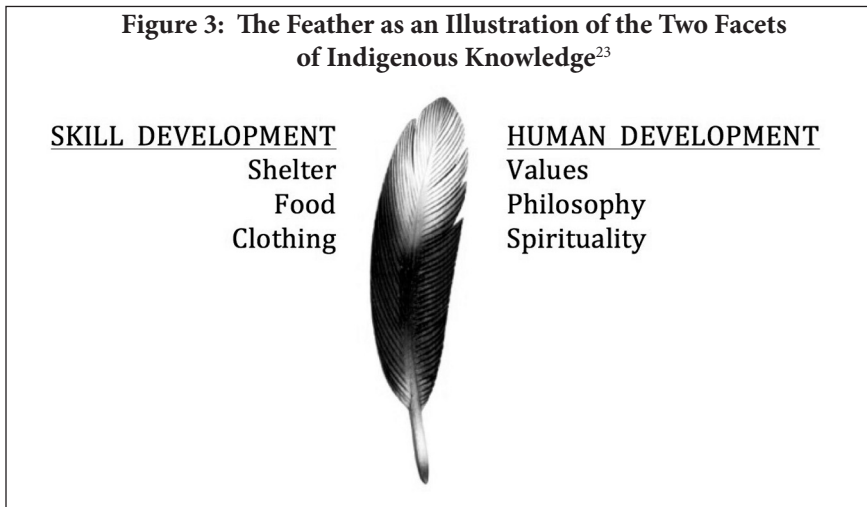 Figure 3: The Feather as an Illustration of the Two Facets
of Indigenous Knowledge23
SKILL DEVELOPMENT
Shelter
Food
Clothing
HUMAN DEVELOPMENT
Values
Philosophy
Spirituality